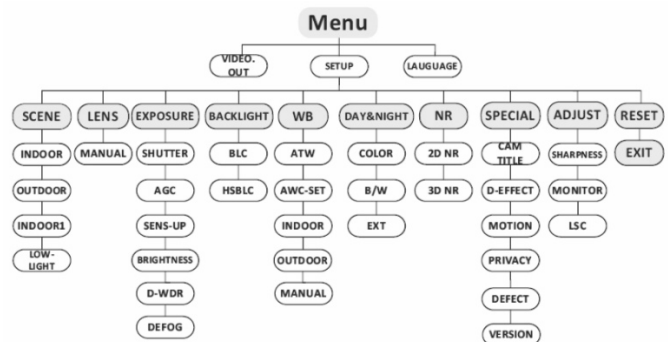 Menu
VIDEO.
OUT
SETUP
LAUGUAGE
SCENE
LENS
EXPOSURE
BACKLIGHT
WB
DAY&NIGHT
NR
SPECIAL
ADJUST
RESET
INDOOR
MANUAL
SHUTTER
BLC
ATW
COLOR
2D NR
CAM
TITLE
SHARPNESS
EXIT
OUTDOOR
AGC
HSBLC
AWC-SET
B/W
3D NR
D-EFFECT
MONITOR
INDOOR1
SENS-UP
INDOOR
EXT
MOTION
LSC
LOW-
LIGHT
BRIGHTNESS
OUTDOOR
PRIVACY
D-WDR
MANUAL
DEFECT
DEFOG
VERSION